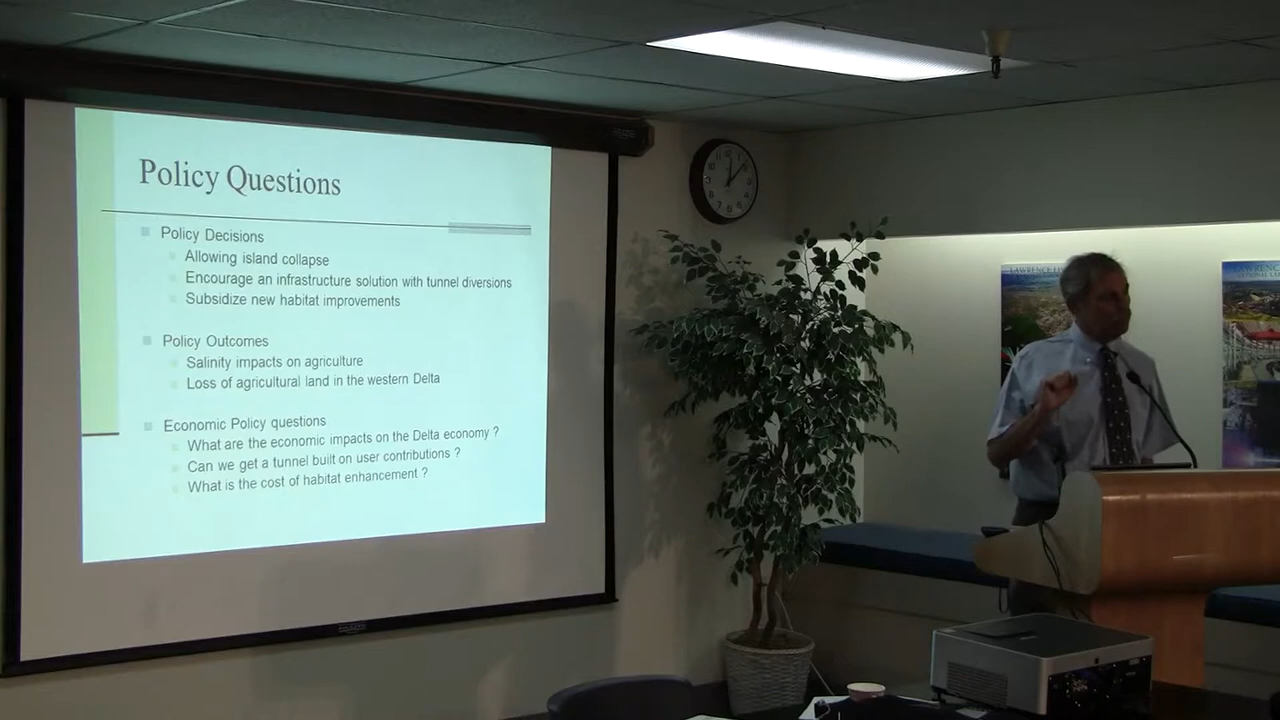 Policy Questions
Policy Decisions
Allowing island collapse
Encourage an infrastructure solution with tunnel diversions
Subsidize new habitat improvements
Policy Outcomes
Salinity impacts on agriculture
Loss of agricultural land in the western Delta
Economic Policy questions
What are the economic impacts on the Delta economy ?
Can we get a tunnel built on user contributions ?
What is the cost of habitat enhancement ?
LAWRENCE
LAWRENCE